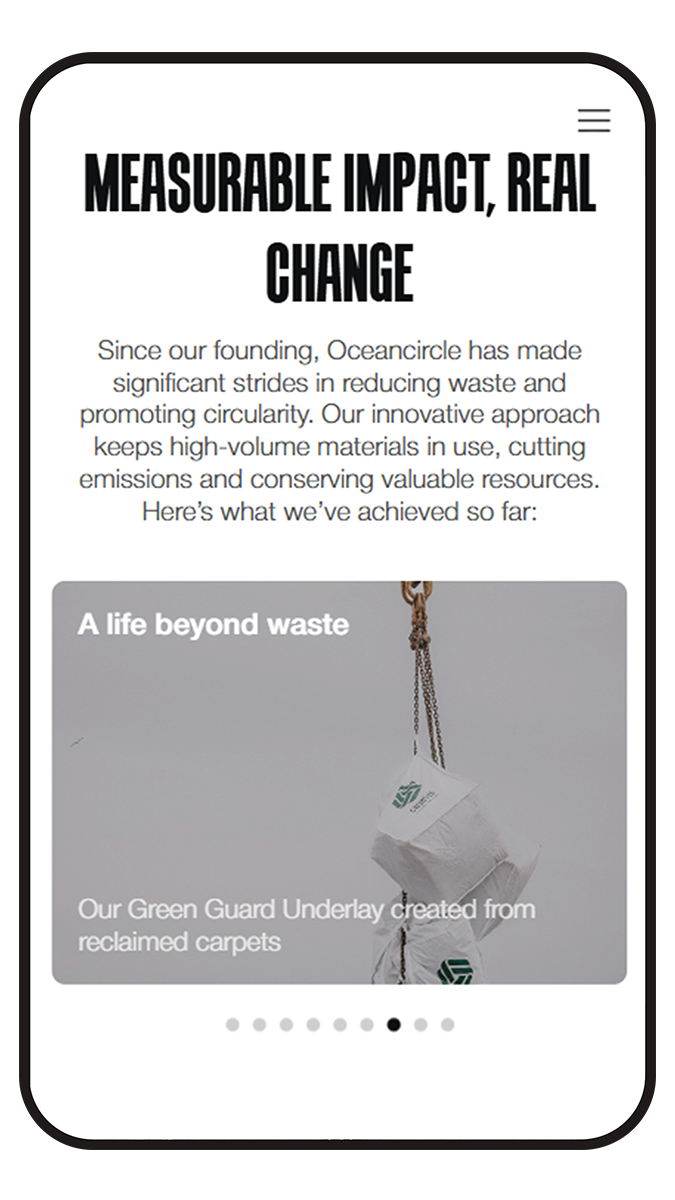 MEASURABLE IMPACT, REAL
CHANGE
Since our founding, Oceancircle has made
significant strides in reducing waste and
promoting circularity. Our innovative approach
keeps high-volume materials in use, cutting
emissions and conserving valuable resources.
Here’s what we’ve achieved so far:
A life beyond waste
Our Green Guard Underlay created from
reclaimed carpets